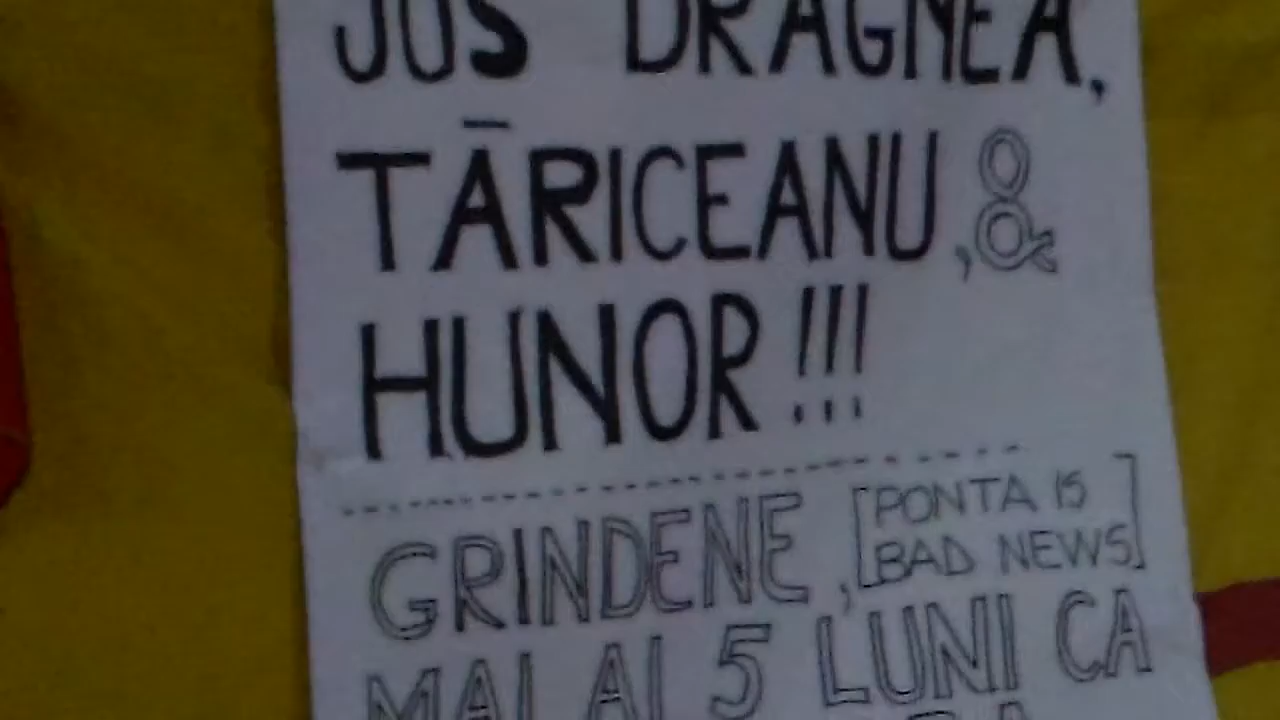 JOS DRAGNEA,
TĀRICEANU, &
HUNOR!!!
GRINDENE, [PONTA IS
BAD NEWS]
MAI AI 5 LUNI CA